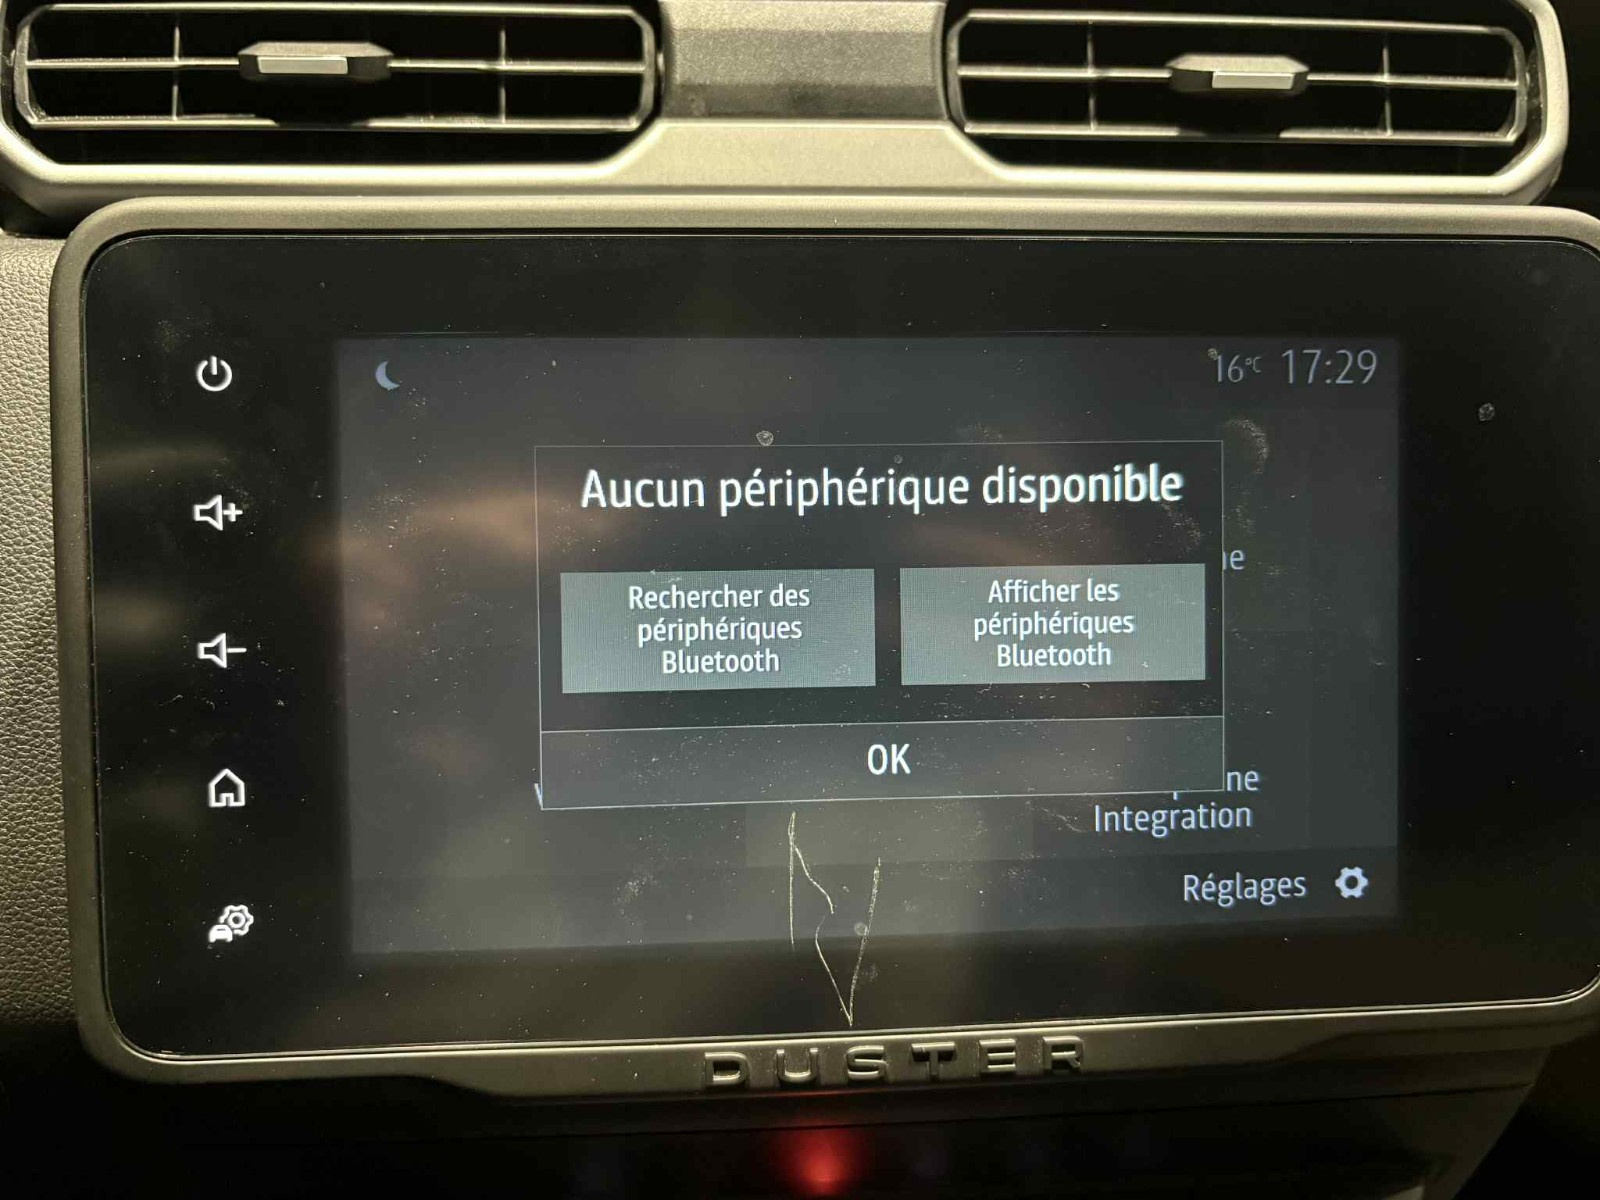 16°C 17:29
Aucun périphérique disponible
Rechercher des
périphériques
Bluetooth
Afficher les
périphériques
Bluetooth
OK
Integration
Réglages
DUSTER